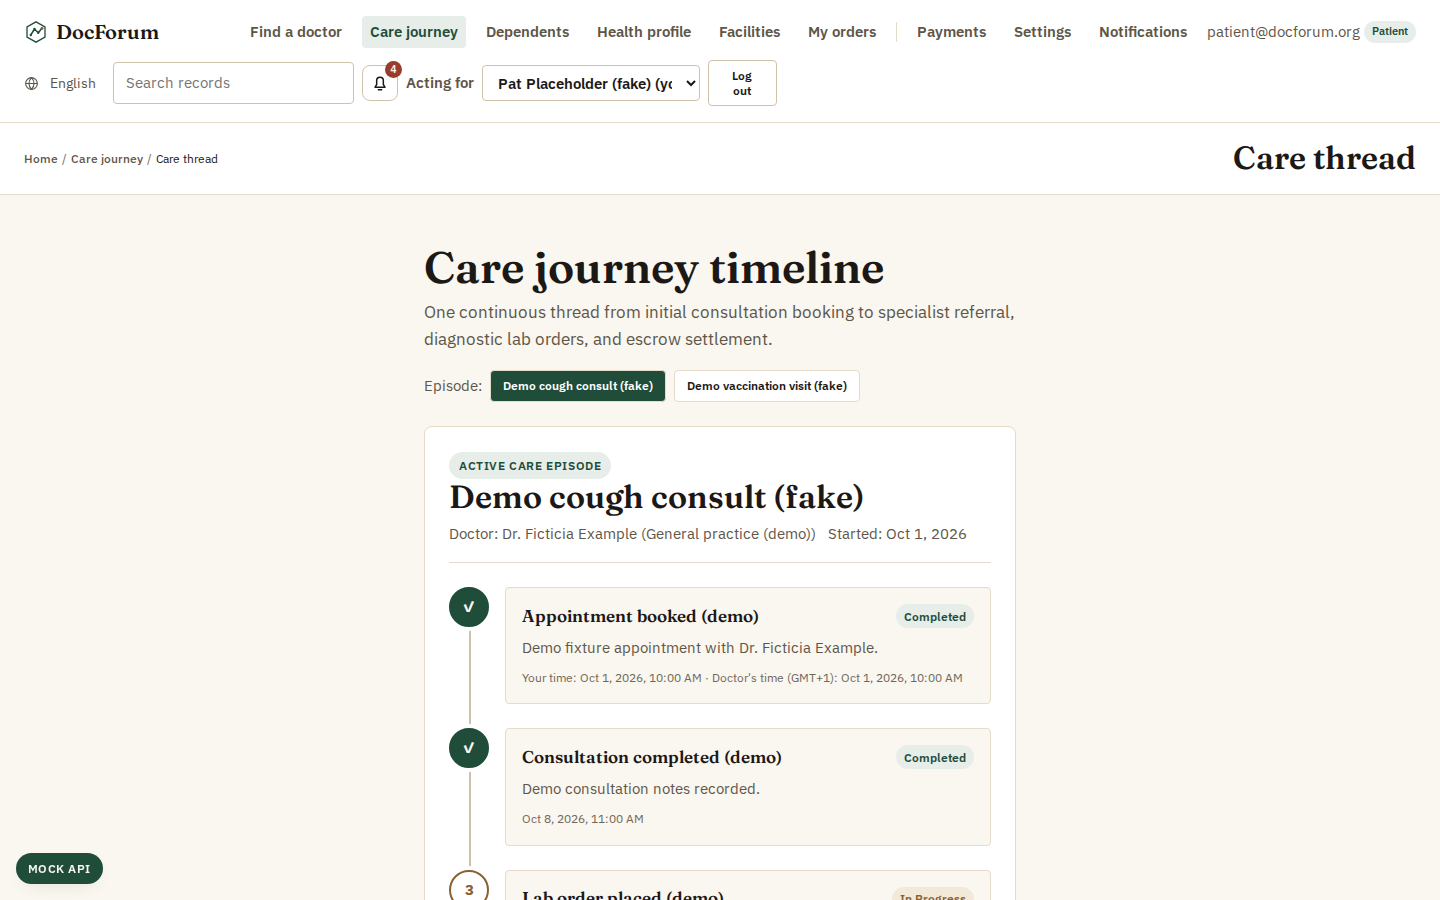 DocForum
Find a doctor
Care journey
Dependents
Health profile
Facilities
My orders
Payments
Settings
Notifications
patient@docforum.org
Patient
English
Search records
4
Acting for
Pat Placeholder (fake) (yo
Log out
Home / Care journey / Care thread
Care thread
Care journey timeline
One continuous thread from initial consultation booking to specialist referral,
diagnostic lab orders, and escrow settlement.
Episode:
Demo cough consult (fake)
Demo vaccination visit (fake)
ACTIVE CARE EPISODE
Demo cough consult (fake)
Doctor: Dr. Ficticia Example (General practice (demo)) Started: Oct 1, 2026
Appointment booked (demo)
Completed
Demo fixture appointment with Dr. Ficticia Example.
Your time: Oct 1, 2026, 10:00 AM · Doctor's time (GMT+1): Oct 1, 2026, 10:00 AM
Consultation completed (demo)
Completed
Demo consultation notes recorded.
Oct 8, 2026, 11:00 AM
3
Lab order placed (demo)
In Progress
MOCK API